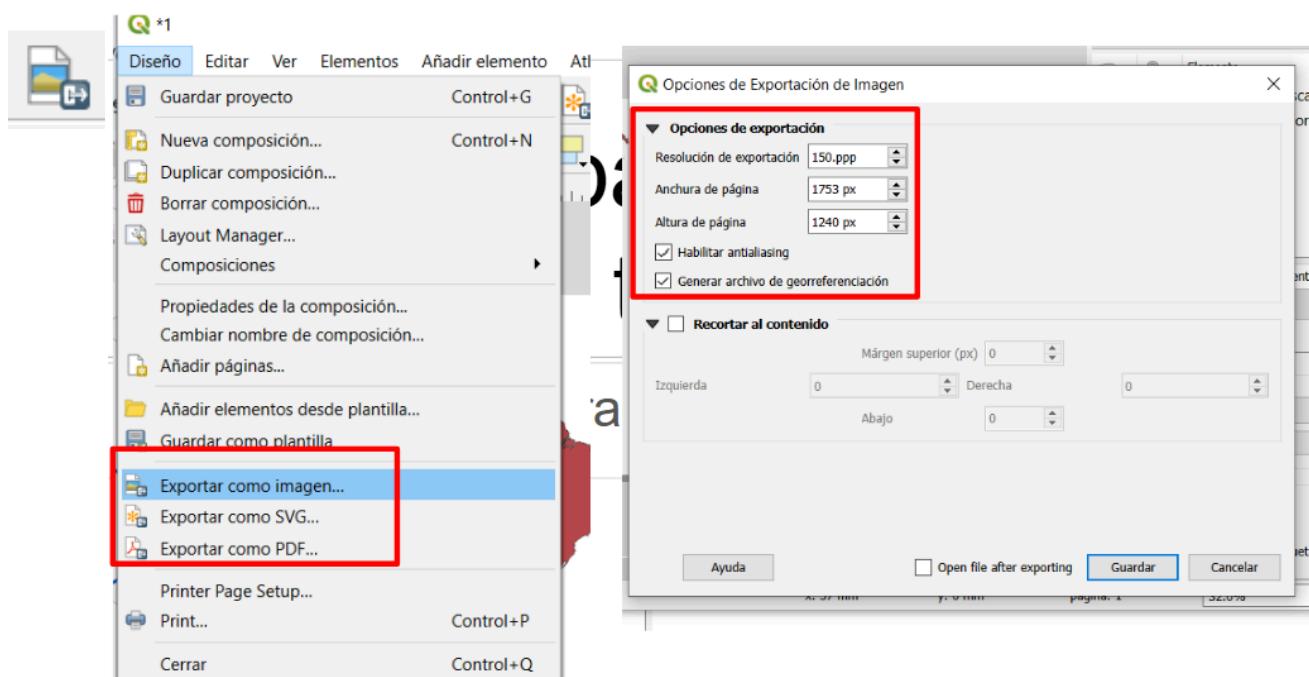 *1
Diseño Editar Ver Elementos Añadir elemento Atl
Guardar proyecto Control+G
Nueva composición... Control+N
Duplicar composición...
Borrar composición...
Layout Manager...
Composiciones
Propiedades de la composición...
Cambiar nombre de composición...
Añadir páginas...
Añadir elementos desde plantilla...
Guardar como plantilla
Exportar como imagen...
Exportar como SVG...
Exportar como PDF...
Printer Page Setup...
Print... Control+P
Cerrar Control+Q
Opciones de Exportación de Imagen
Opciones de exportación
Resolución de exportación 150.ppp
Anchura de página 1753 px
Altura de página 1240 px
Habilitar antialiasing
Generar archivo de georreferenciación
Recortar al contenido
Márgen superior (px) 0
Izquierda 0 Derecha 0
Abajo 0
Ayuda Open file after exporting Guardar Cancelar